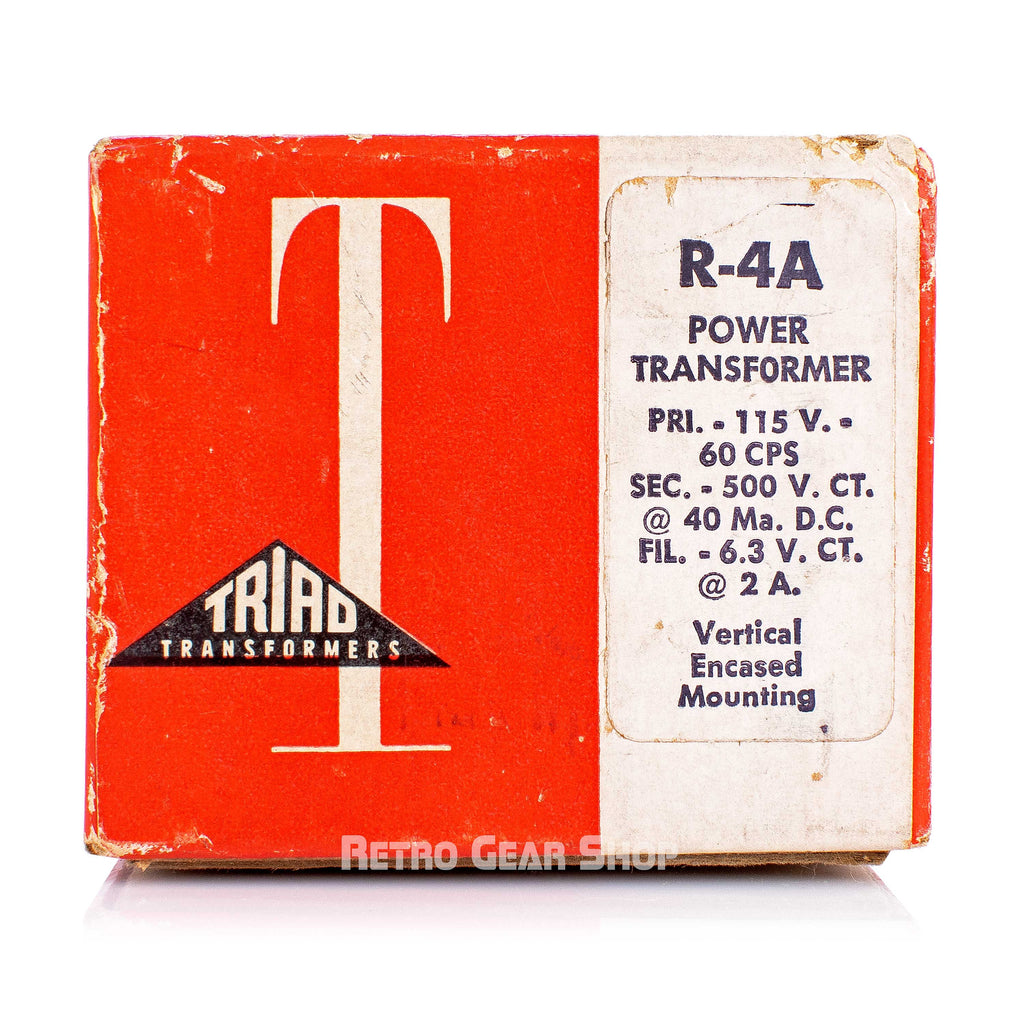 T
TRIAD
TRANSFORMERS
R-4A
POWER
TRANSFORMER
PRI. - 115 V. -
60 CPS
SEC. - 500 V. CT.
@ 40 Ma. D.C.
FIL. - 6.3 V. CT.
@ 2 A.
Vertical
Encased
Mounting
RETRO GEAR SHOP